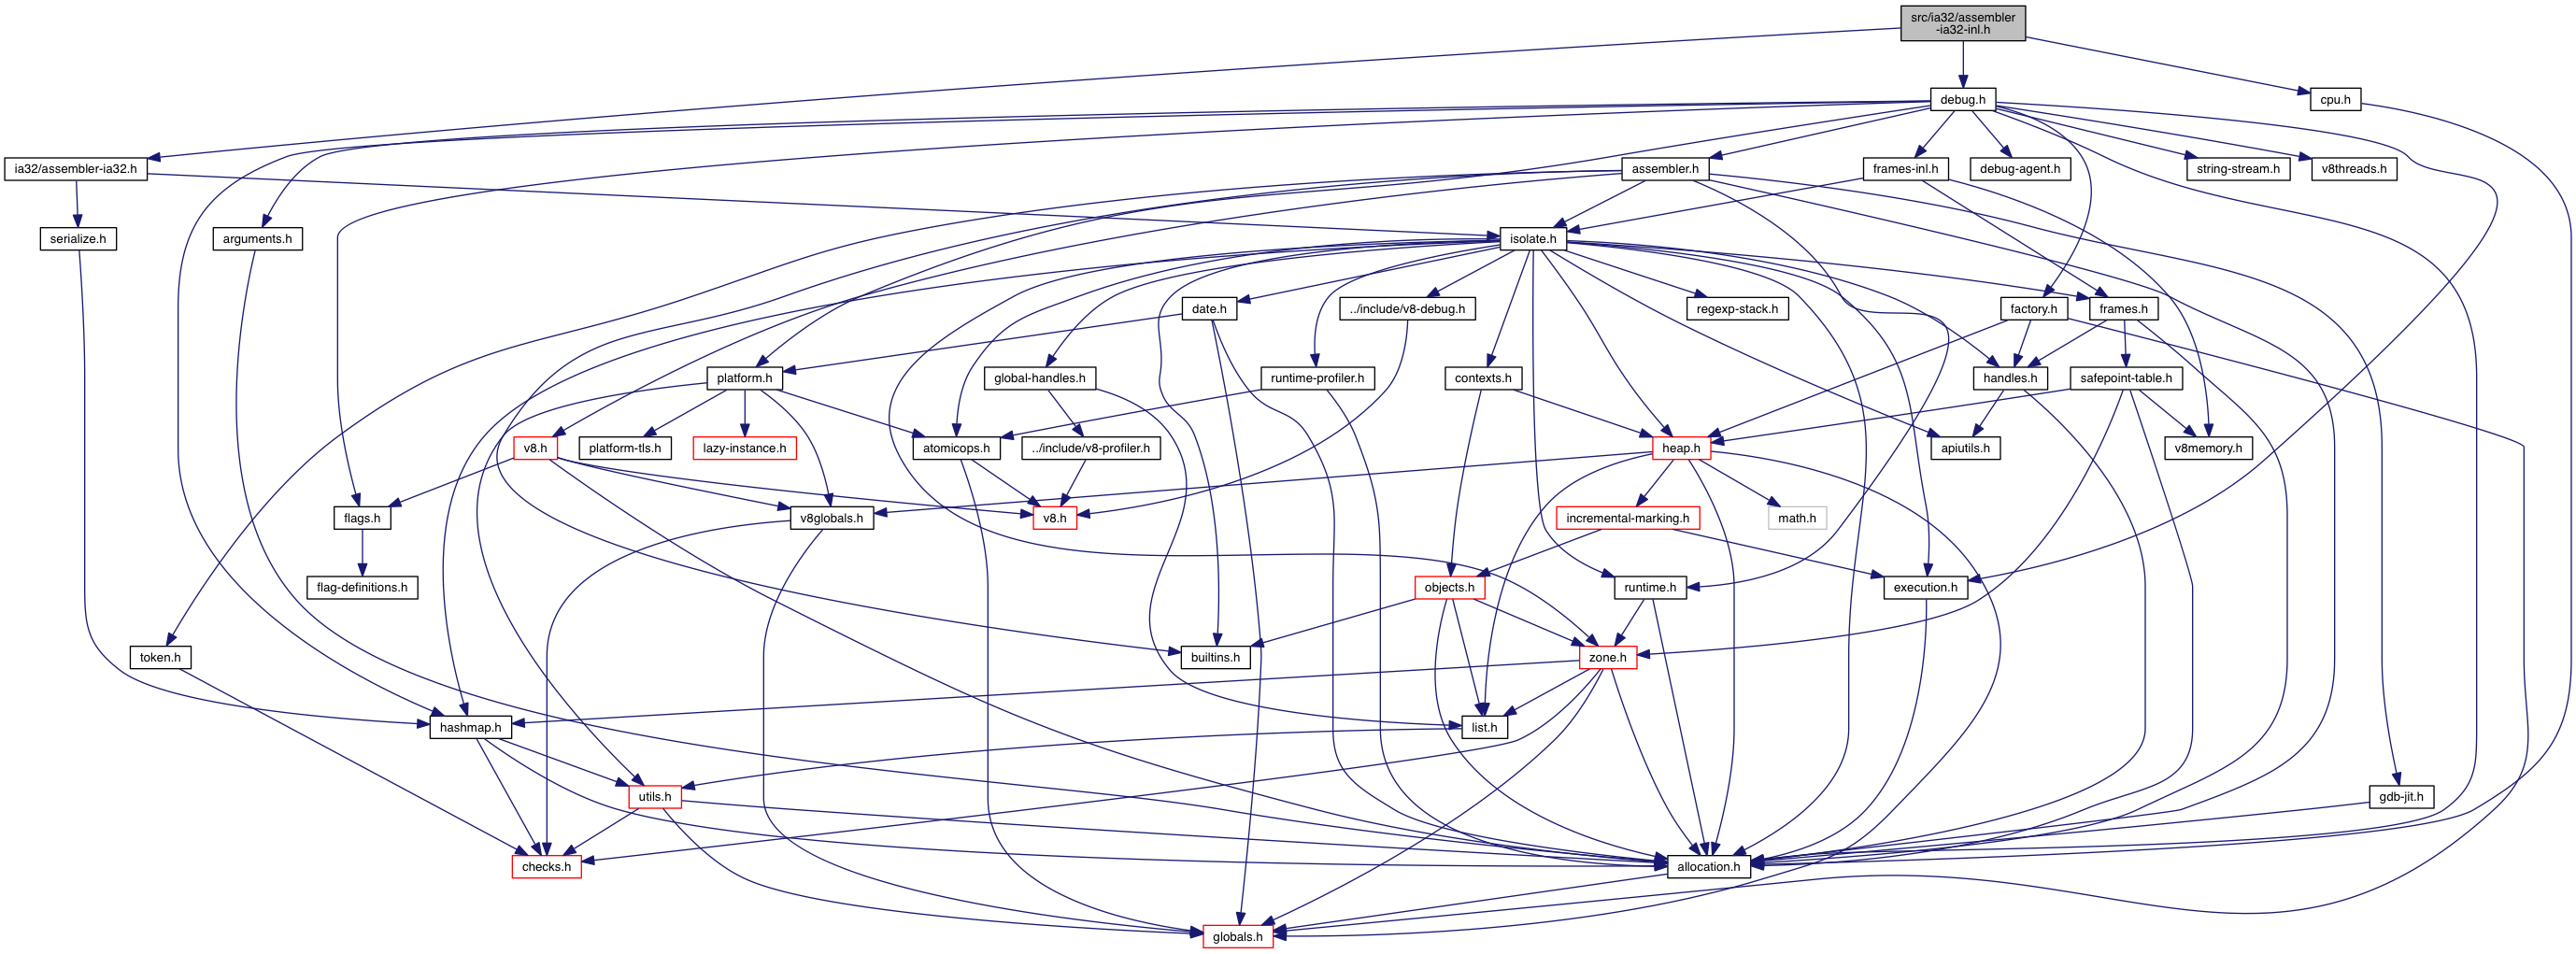 src/ia32/assembler
-ia32-inl.h
debug.h
cpu.h
ia32/assembler-ia32.h
assembler.h
frames-inl.h
debug-agent.h
string-stream.h
v8threads.h
serialize.h
arguments.h
isolate.h
date.h
../include/v8-debug.h
regexp-stack.h
factory.h
frames.h
platform.h
global-handles.h
runtime-profiler.h
contexts.h
handles.h
safepoint-table.h
v8.h
platform-tls.h
lazy-instance.h
atomicops.h
../include/v8-profiler.h
heap.h
apiutils.h
v8memory.h
flags.h
v8globals.h
v8.h
incremental-marking.h
math.h
flag-definitions.h
objects.h
runtime.h
execution.h
token.h
builtins.h
zone.h
hashmap.h
list.h
utils.h
gdb-jit.h
checks.h
allocation.h
globals.h